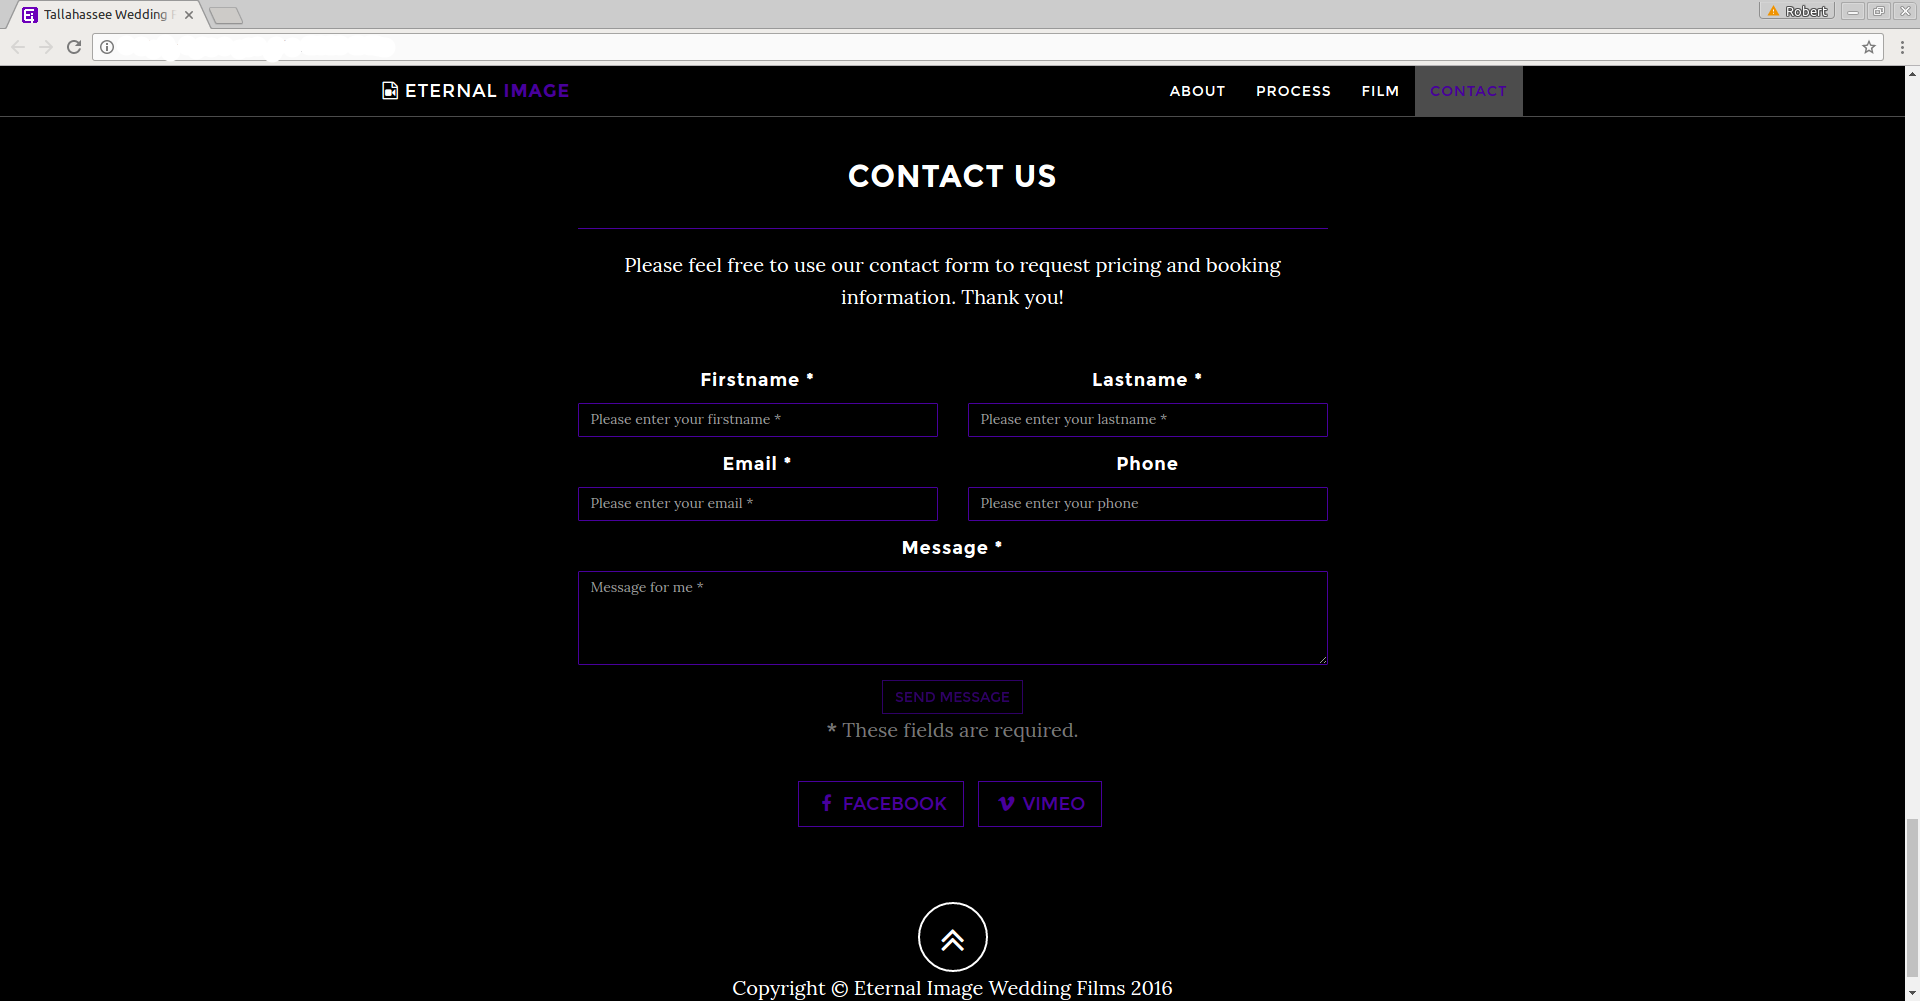 Tallahassee Wedding
Robert
ETERNAL IMAGE
ABOUT PROCESS FILM CONTACT
CONTACT US
Please feel free to use our contact form to request pricing and booking
information. Thank you!
Firstname * Lastname *
Please enter your firstname * Please enter your lastname *
Email * Phone
Please enter your email * Please enter your phone
Message *
Message for me *
SEND MESSAGE
* These fields are required.
FACEBOOK VIMEO
Copyright © Eternal Image Wedding Films 2016